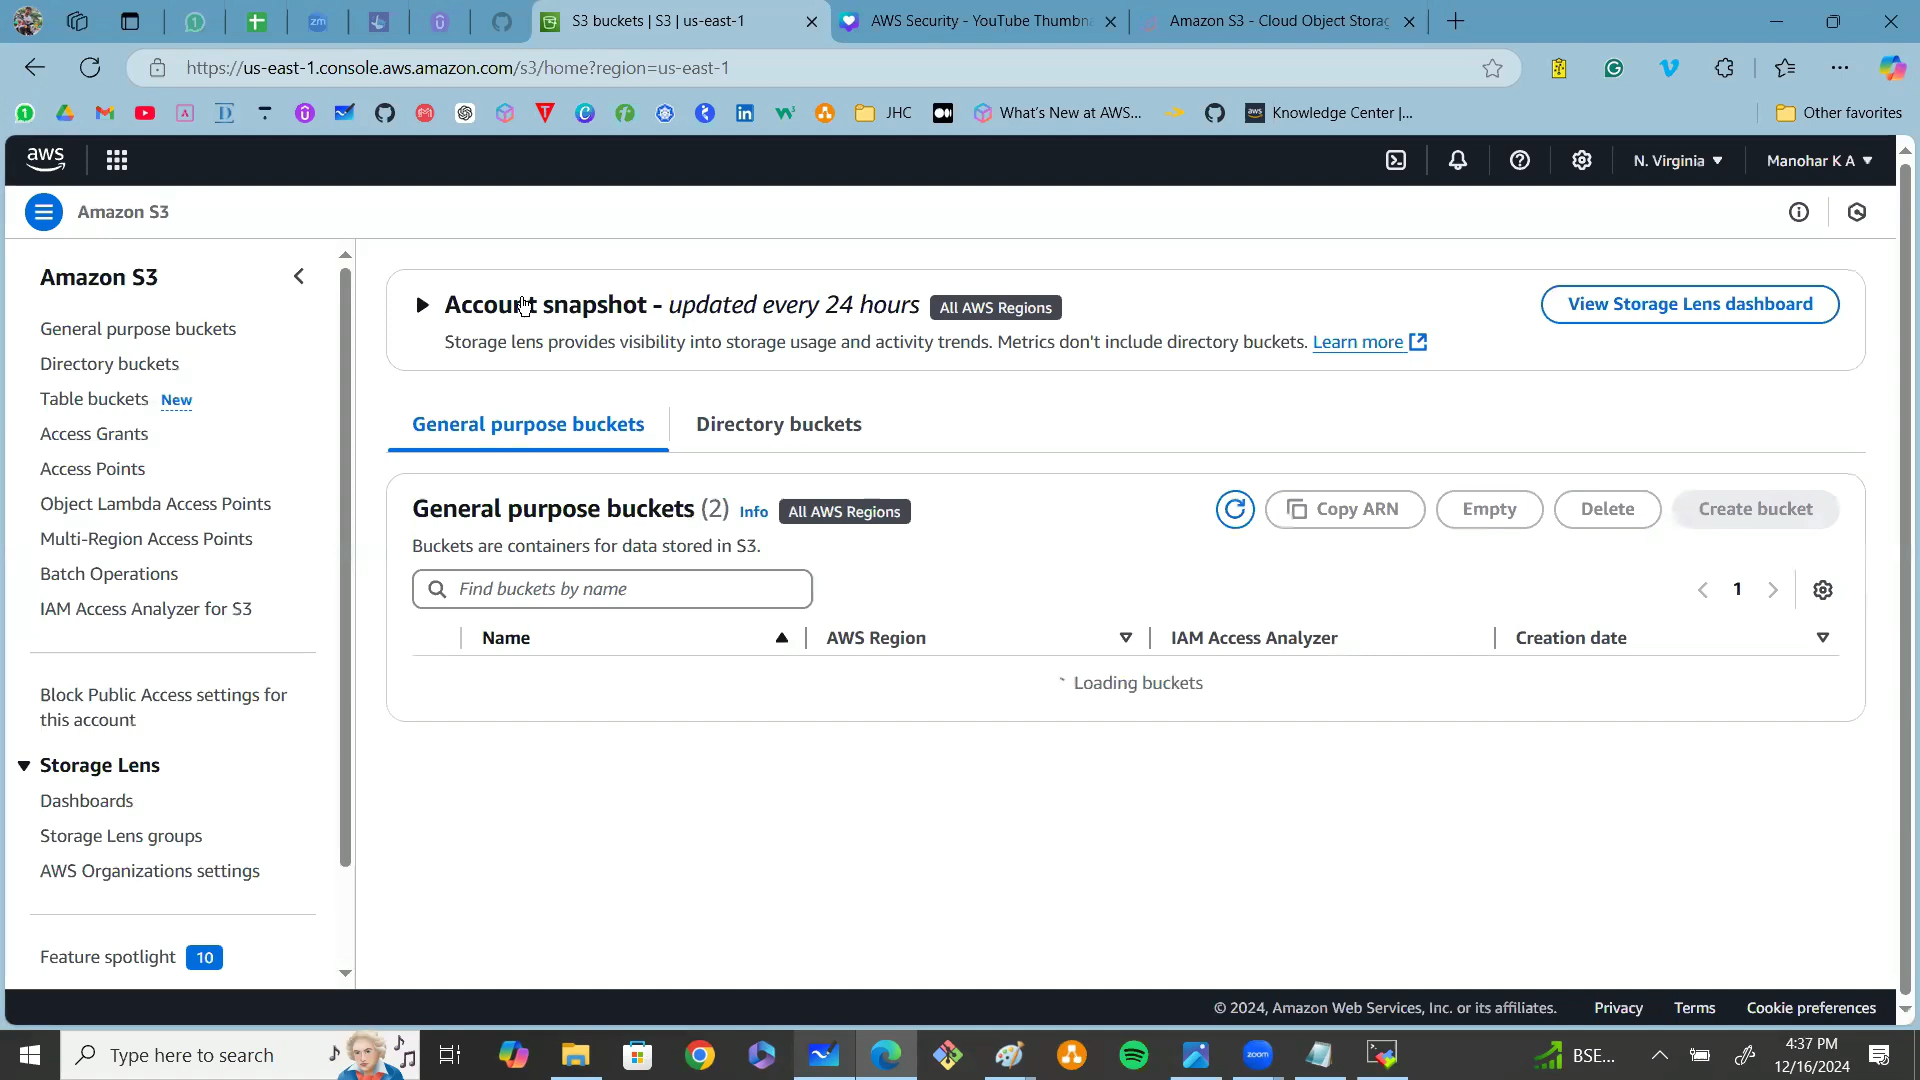 S3 buckets | S3 | us-east-1
AWS Security - YouTube Thumbna
Amazon S3 - Cloud Object Storag
https://us-east-1.console.aws.amazon.com/s3/home?region=us-east-1
JHC
What's New at AWS...
Knowledge Center |...
Other favorites
aws
N. Virginia
Manohar K A
Amazon S3
Amazon S3
General purpose buckets
Directory buckets
Table buckets New
Access Grants
Access Points
Object Lambda Access Points
Multi-Region Access Points
Batch Operations
IAM Access Analyzer for S3
Block Public Access settings for
this account
Storage Lens
Dashboards
Storage Lens groups
AWS Organizations settings
Feature spotlight 10
Account snapshot - updated every 24 hours All AWS Regions
View Storage Lens dashboard
Storage lens provides visibility into storage usage and activity trends. Metrics don't include directory buckets. Learn more
General purpose buckets
Directory buckets
General purpose buckets (2) Info All AWS Regions
Copy ARN
Empty
Delete
Create bucket
Buckets are containers for data stored in S3.
Find buckets by name
1
Name
AWS Region
IAM Access Analyzer
Creation date
Loading buckets
© 2024, Amazon Web Services, Inc. or its affiliates.
Privacy
Terms
Cookie preferences
Type here to search
zoom
BSE...
4:37 PM
12/16/2024